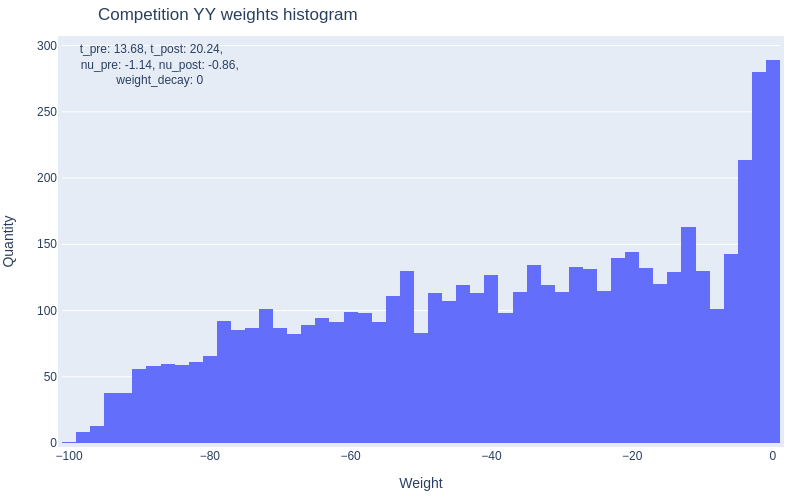 Competition YY weights histogram
t_pre: 13.68, t_post: 20.24,
nu_pre: -1.14, nu_post: -0.86,
weight_decay: 0
300
250
200
150
100
50
0
Quantity
−100
−80
−60
−40
−20
0
Weight